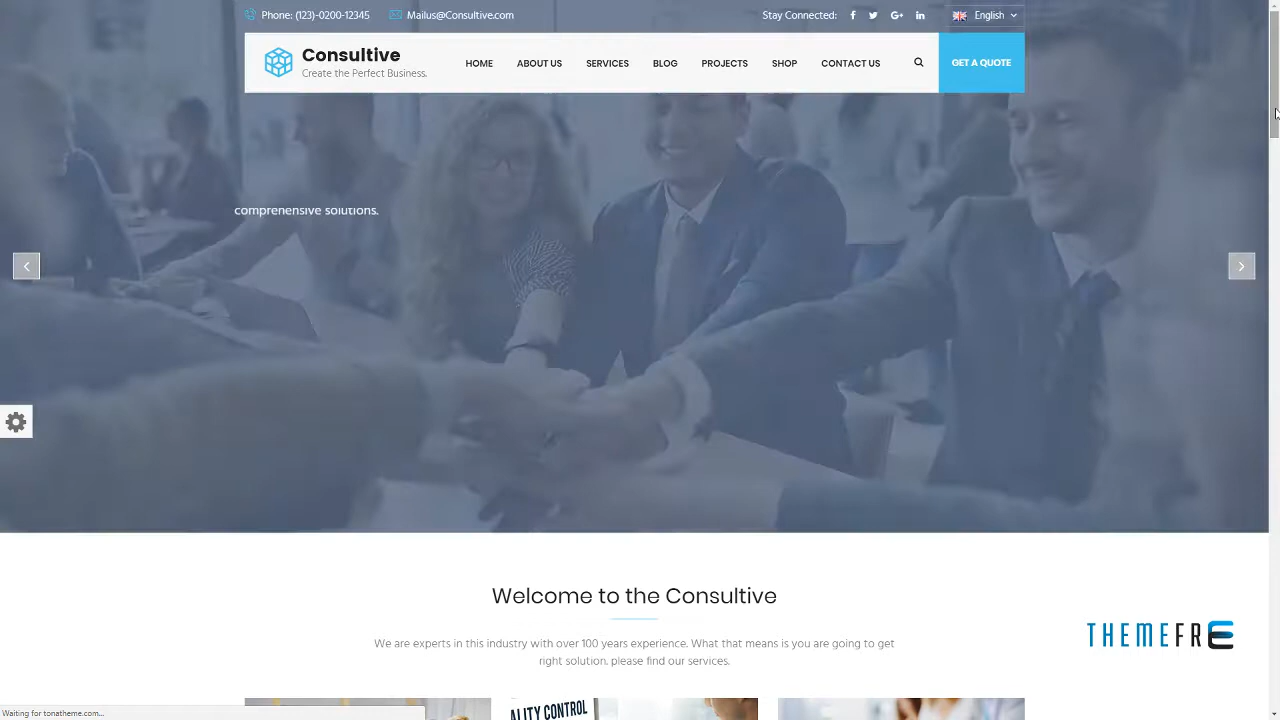 Phone: (123)-0200-12345 Mailus@Consultive.com Stay Connected: English
Consultive
Create the Perfect Business.
HOME ABOUT US SERVICES BLOG PROJECTS SHOP CONTACT US GET A QUOTE
comprehensive solutions.
Welcome to the Consultive
We are experts in this industry with over 100 years experience. What that means is you are going to get
right solution. please find our services.
THEMEFRE
ALITY CONTROL
Waiting for tonatheme.com...